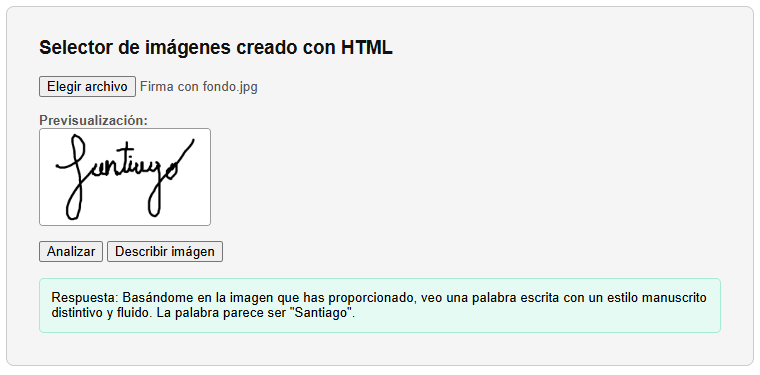 Selector de imágenes creado con HTML
Elegir archivo Firma con fondo.jpg
Previsualización:
Santiago
Analizar Describir imágen
Respuesta: Basándome en la imagen que has proporcionado, veo una palabra escrita con un estilo manuscrito
distintivo y fluido. La palabra parece ser "Santiago".